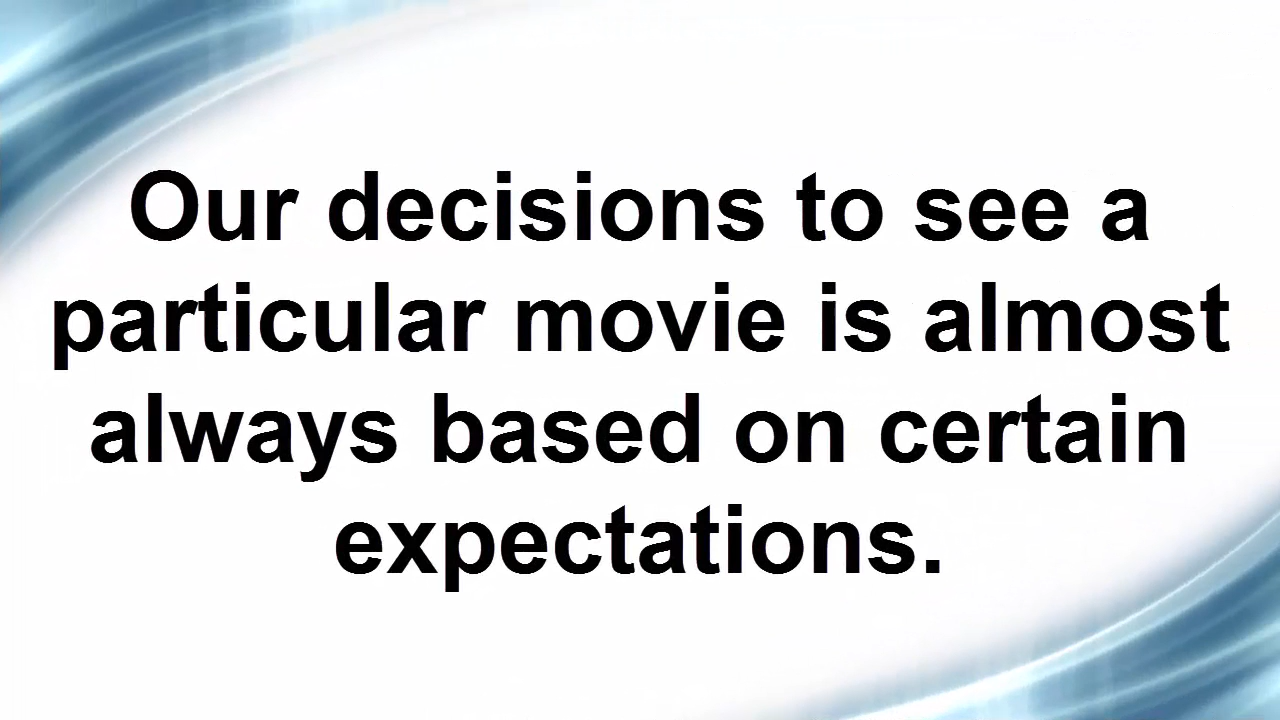 Our decisions to see a
particular movie is almost
always based on certain
expectations.